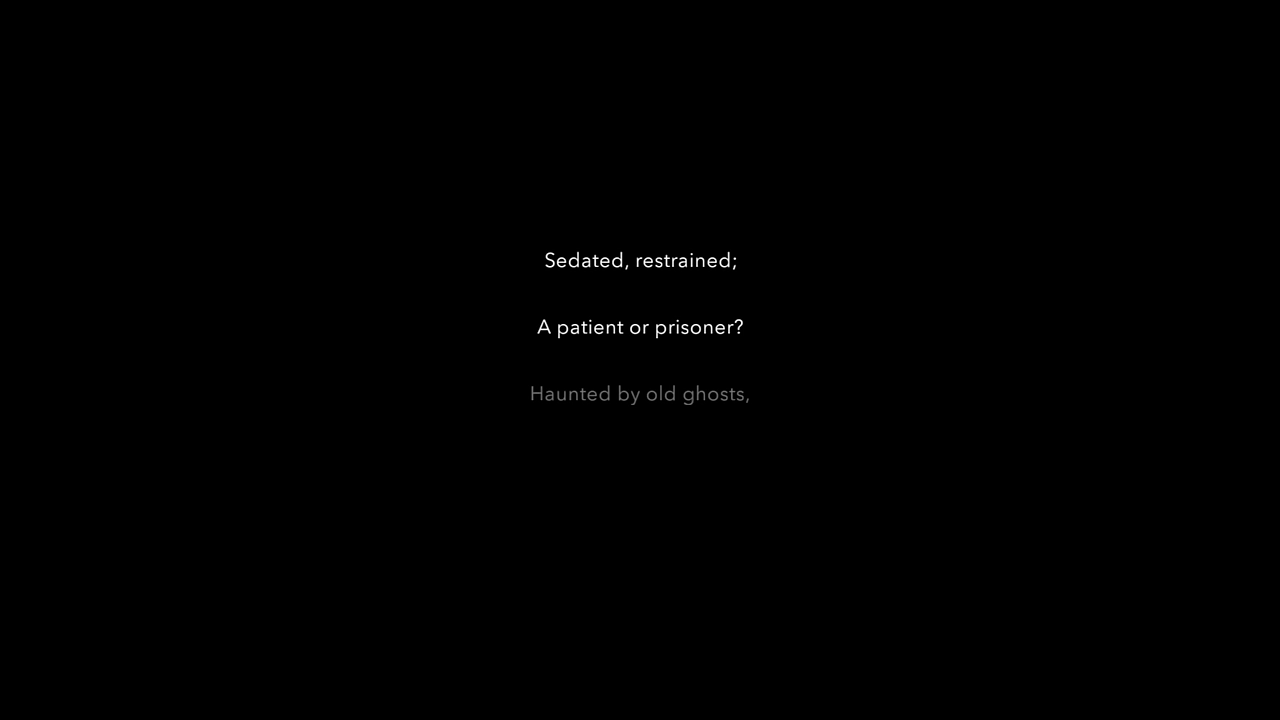 Sedated, restrained;
A patient or prisoner?
Haunted by old ghosts,